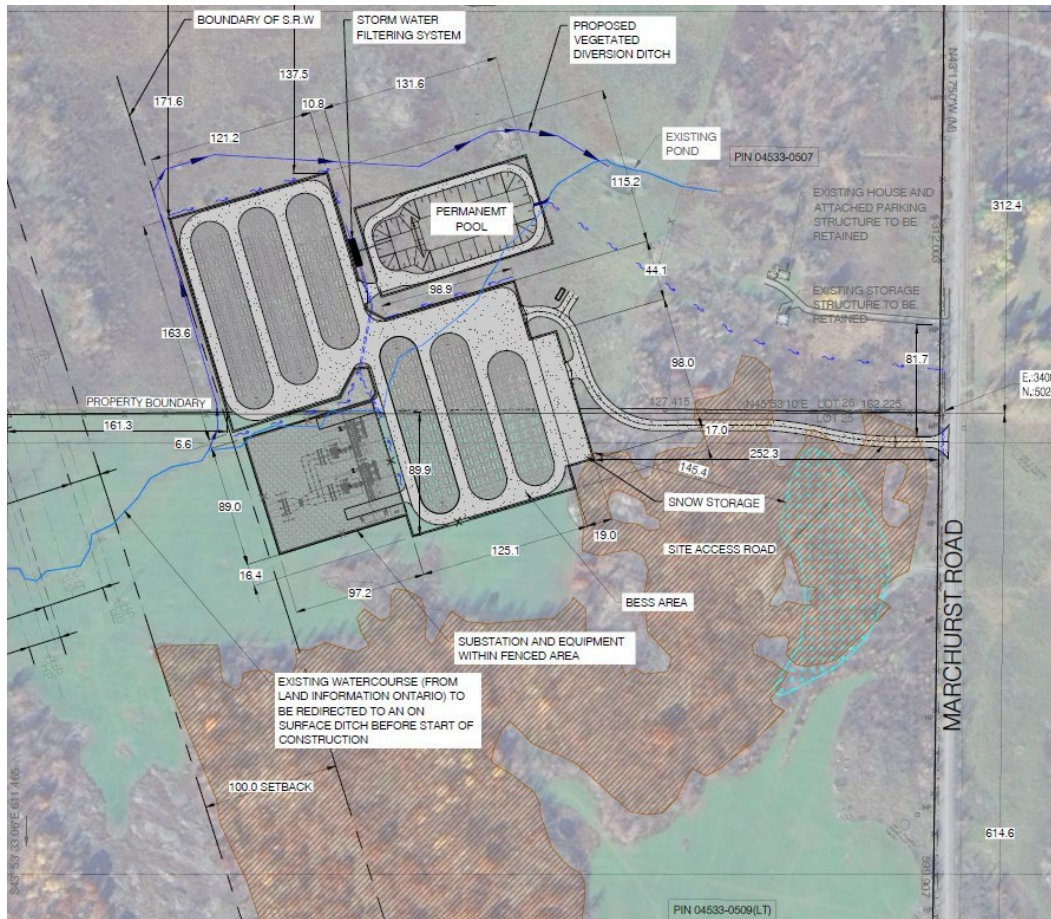 BOUNDARY OF S.R.W
STORM WATER
FILTERING SYSTEM
PROPOSED
VEGETATED
DIVERSION DITCH
137.5
131.6
171.6
10.8
121.2
EXISTING
POND
PIN 04533-0507
115.2
EXISTING HOUSE AND
ATTACHED PARKING
STRUCTURE TO BE
RETAINED
312.4
PERMANEMT
POOL
44.1
98.9
EXISTING STORAGE
STRUCTURE TO BE
RETAINED
163.6
98.0
81.7
PROPERTY BOUNDARY
127.415
N45°53'10"E
LOT 26
162.225
LOT 25
161.3
17.0
6.6
252.3
89.9
145.4
89.0
SNOW STORAGE
19.0
SITE ACCESS ROAD
125.1
16.4
97.2
BESS AREA
SUBSTATION AND EQUIPMENT
WITHIN FENCED AREA
EXISTING WATERCOURSE (FROM
LAND INFORMATION ONTARIO) TO
BE REDIRECTED TO AN ON
SURFACE DITCH BEFORE START OF
CONSTRUCTION
MARCHURST ROAD
100.0 SETBACK
614.6
PIN 04533-0509(LT)